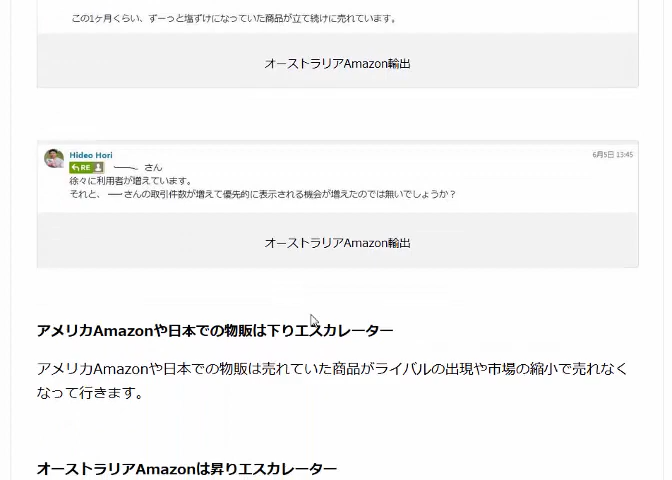 この1ヶ月くらい、ずーっと塩ずけになっていた商品が立て続けに売れています。
オーストラリアAmazon輸出
Hideo Hori
6月5日 13:45
RE さん
徐々に利用者が増えています。
それと、 さんの取引件数が増えて優先的に表示される機会が増えたのでは無いでしょうか？
オーストラリアAmazon輸出
アメリカAmazonや日本での物販は下りエスカレーター
アメリカAmazonや日本での物販は売れていた商品がライバルの出現や市場の縮小で売れなく
なって行きます。
オーストラリアAmazonは昇りエスカレーター